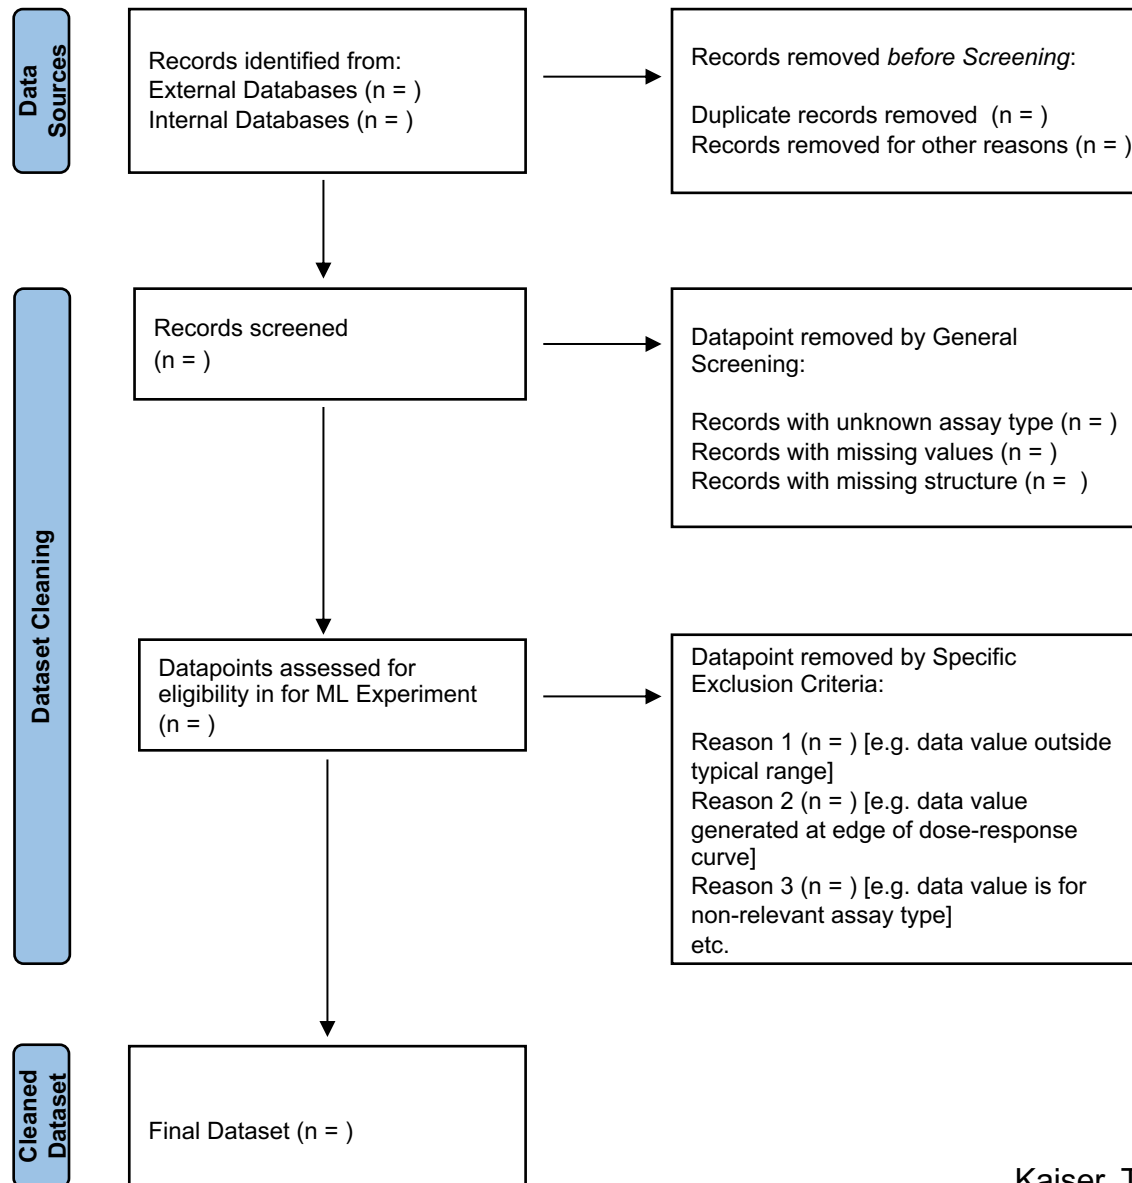 Data
Sources
Records identified from:
External Databases (n = )
Internal Databases (n = )
Records removed before Screening:
Duplicate records removed  (n = )
Records removed for other reasons (n = )
Dataset Cleaning
Records screened
(n = )
Datapoint removed by General
Screening:
Records with unknown assay type (n = )
Records with missing values (n = )
Records with missing structure (n =  )
Datapoints assessed for
eligibility in for ML Experiment
(n = )
Datapoint removed by Specific
Exclusion Criteria:
Reason 1 (n = ) [e.g. data value outside
typical range]
Reason 2 (n = ) [e.g. data value
generated at edge of dose-response
curve]
Reason 3 (n = ) [e.g. data value is for
non-relevant assay type]
etc.
Cleaned
Dataset
Final Dataset (n = )
Kaiser, T